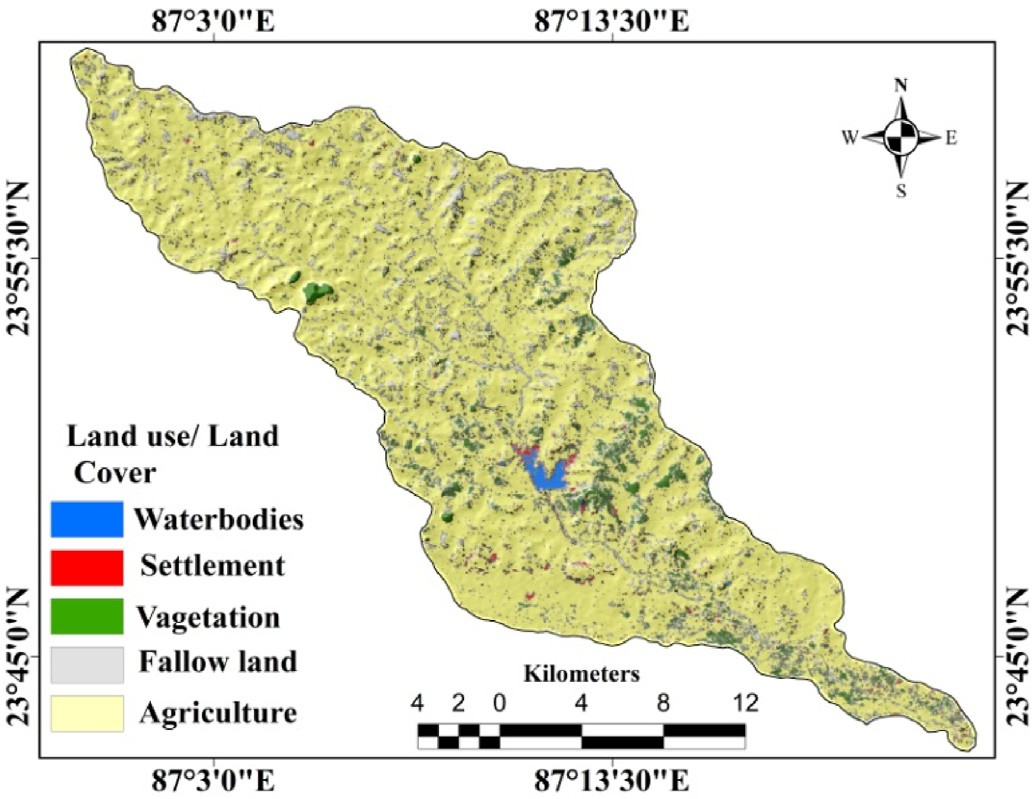 87°3'0"E 87°13'30"E
N
W E
S
23°55'30"N 23°55'30"N
Land use/ Land
Cover
Waterbodies
Settlement
Vagetation
Fallow land
Agriculture
23°45'0"N 23°45'0"N
Kilometers
4 2 0 4 8 12
87°3'0"E 87°13'30"E